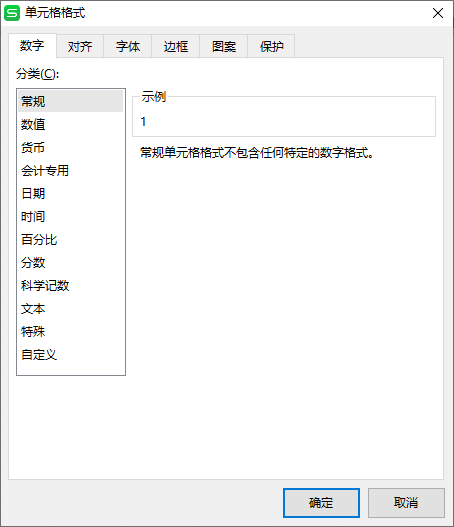 单元格格式
数字 对齐 字体 边框 图案 保护
分类(C):
常规
数值
货币
会计专用
日期
时间
百分比
分数
科学记数
文本
特殊
自定义
示例
1
常规单元格格式不包含任何特定的数字格式。
确定 取消